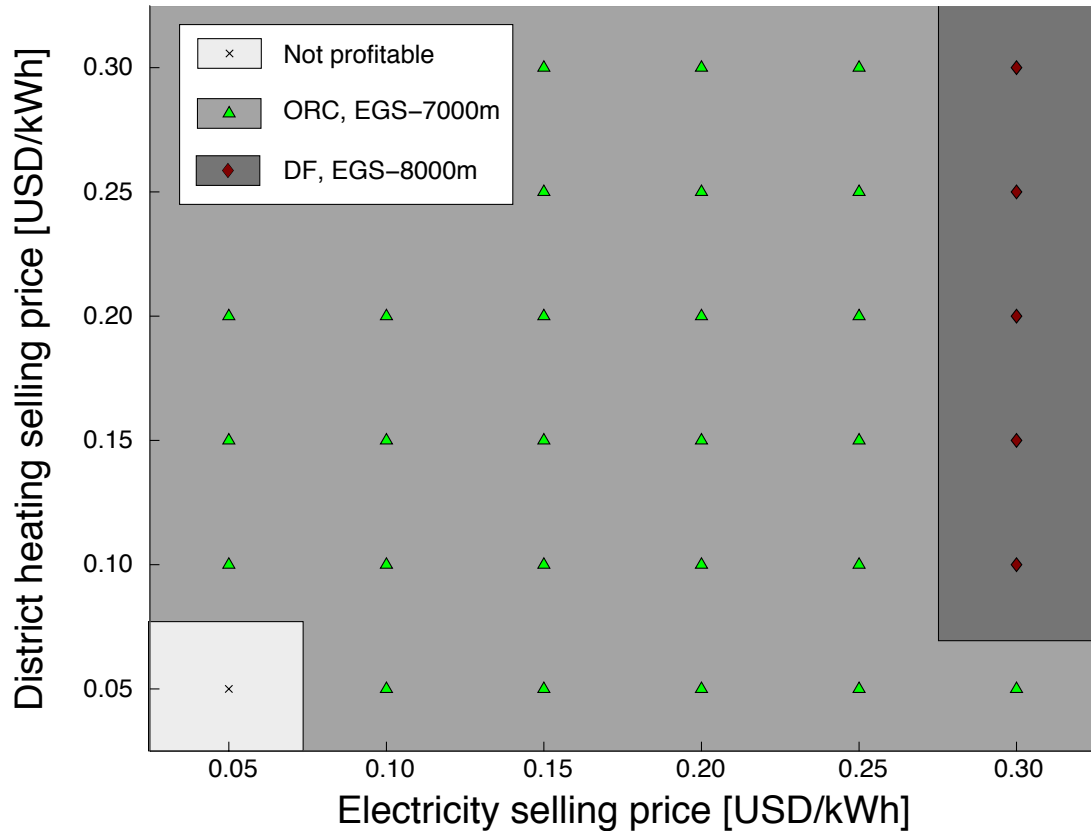 Not profitable
ORC, EGS−7000m
DF, EGS−8000m
District heating selling price [USD/kWh]
0.30
0.25
0.20
0.15
0.10
0.05
0.05 0.10 0.15 0.20 0.25 0.30
Electricity selling price [USD/kWh]